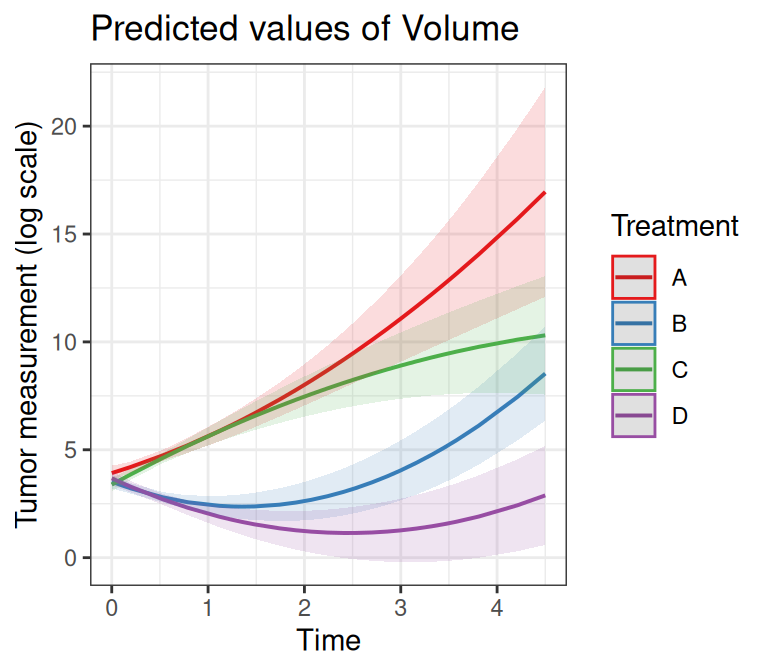 Predicted values of Volume
Tumor measurement (log scale)
20
15
10
5
0
0 1 2 3 4
Time
Treatment
A
B
C
D